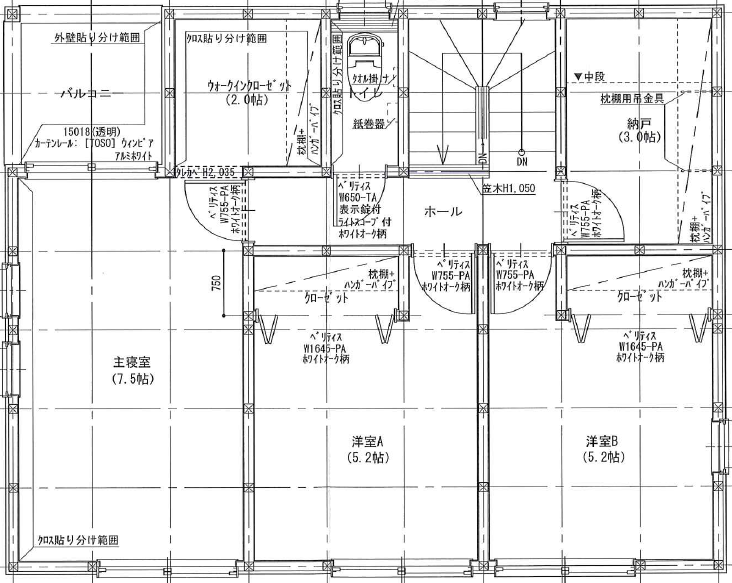 外壁貼り分け範囲
バルコニー
15018(透明)
カーテンレール: [TOSO] ウィンピア
アルミホワイト
クロス貼り分け範囲
ウォークインクローゼット
(2.0帖)
枕棚+
ハンガーパイプ
タレカベH2,035
クロス貼り分け範囲
タオル掛け
トイレ
紙巻器
DN
DN
▼中段
枕棚用吊金具
納戸
(3.0帖)
枕棚+
ハンガーパイプ
ベリティス
W755-PA
ホワイトオーク柄
ベリティス
W650-TA
表示錠付
ライトスコープ付
ホワイトオーク柄
ホール
笠木H1,050
ベリティス
W755-PA
ホワイトオーク柄
750
枕棚+
ハンガーパイプ
クローゼット
ベリティス
W755-PA
ホワイトオーク柄
ベリティス
W755-PA
ホワイトオーク柄
枕棚+
ハンガーパイプ
クローゼット
主寝室
(7.5帖)
ベリティス
W1645-PA
ホワイトオーク柄
ベリティス
W1645-PA
ホワイトオーク柄
洋室A
(5.2帖)
洋室B
(5.2帖)
クロス貼り分け範囲